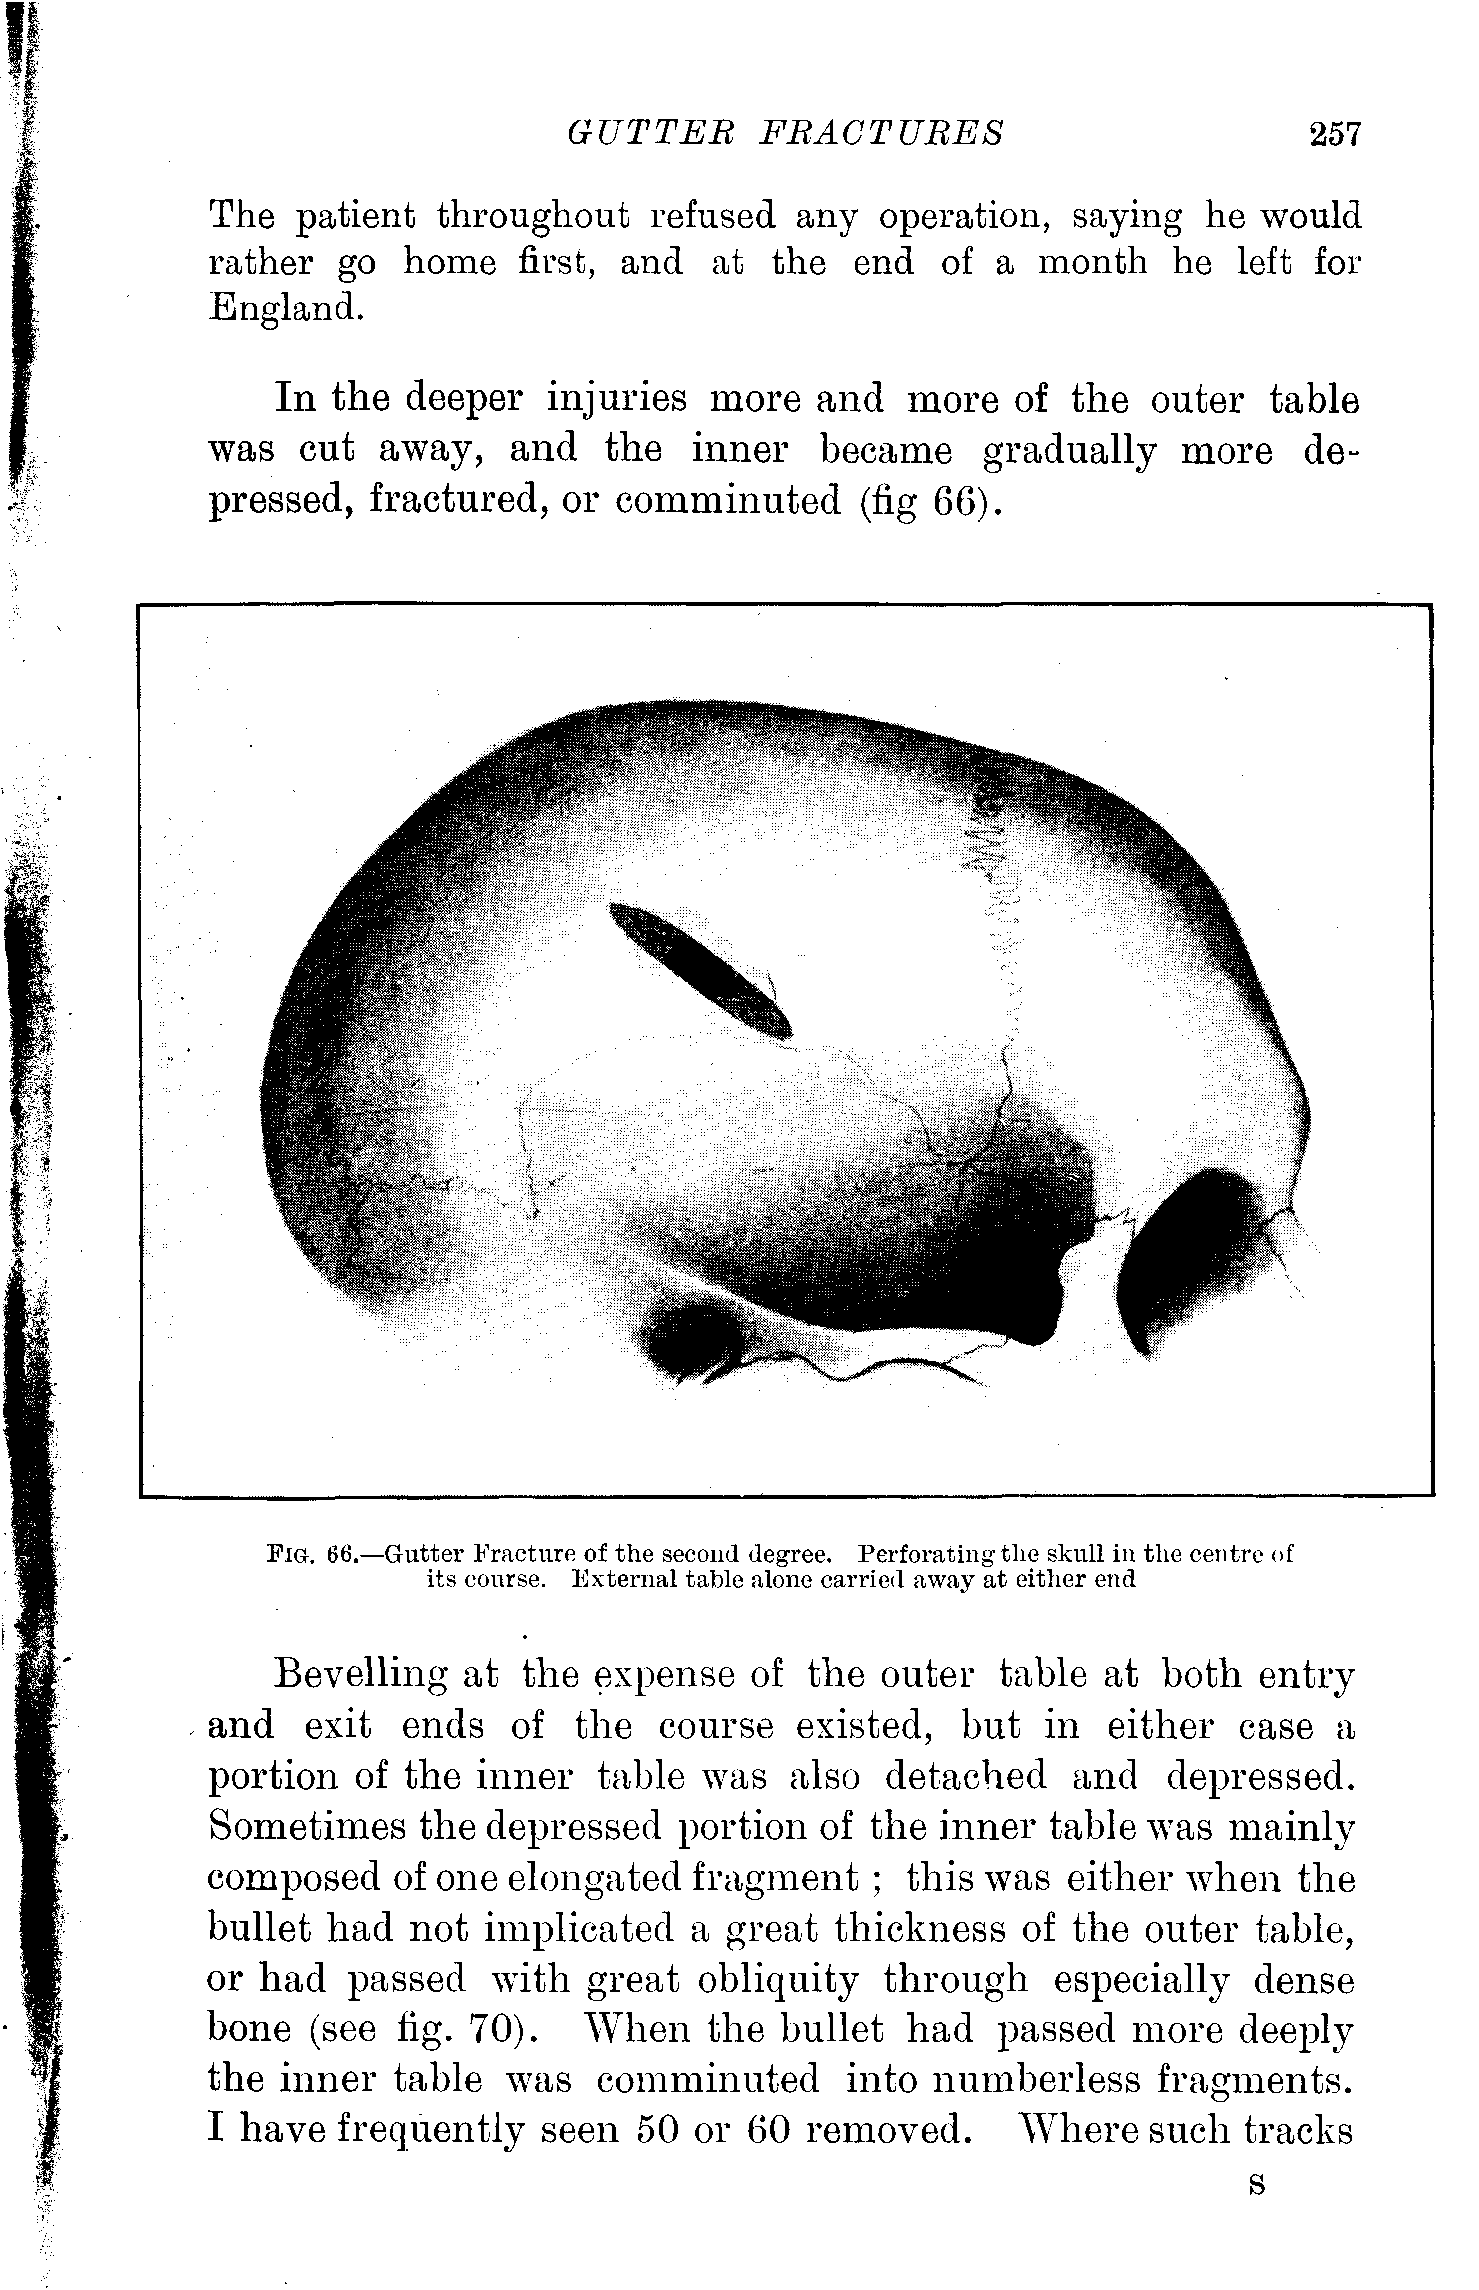 GUTTER FRACTURES 257
The patient throughout refused any operation, saying he would
rather go home first, and at the end of a month he left for
England.
In the deeper injuries more and more of the outer table
was cut away, and the inner became gradually more de-
pressed, fractured, or comminuted (fig 66).
FIG. 66.—Gutter Fracture of the second degree. Perforating the skull in the centre of
its course. External table alone carried away at either end
Bevelling at the expense of the outer table at both entry
and exit ends of the course existed, but in either case a
portion of the inner table was also detached and depressed.
Sometimes the depressed portion of the inner table was mainly
composed of one elongated fragment ; this was either when the
bullet had not implicated a great thickness of the outer table,
or had passed with great obliquity through especially dense
bone (see fig. 70). When the bullet had passed more deeply
the inner table was comminuted into numberless fragments.
I have frequently seen 50 or 60 removed. Where such tracks
S